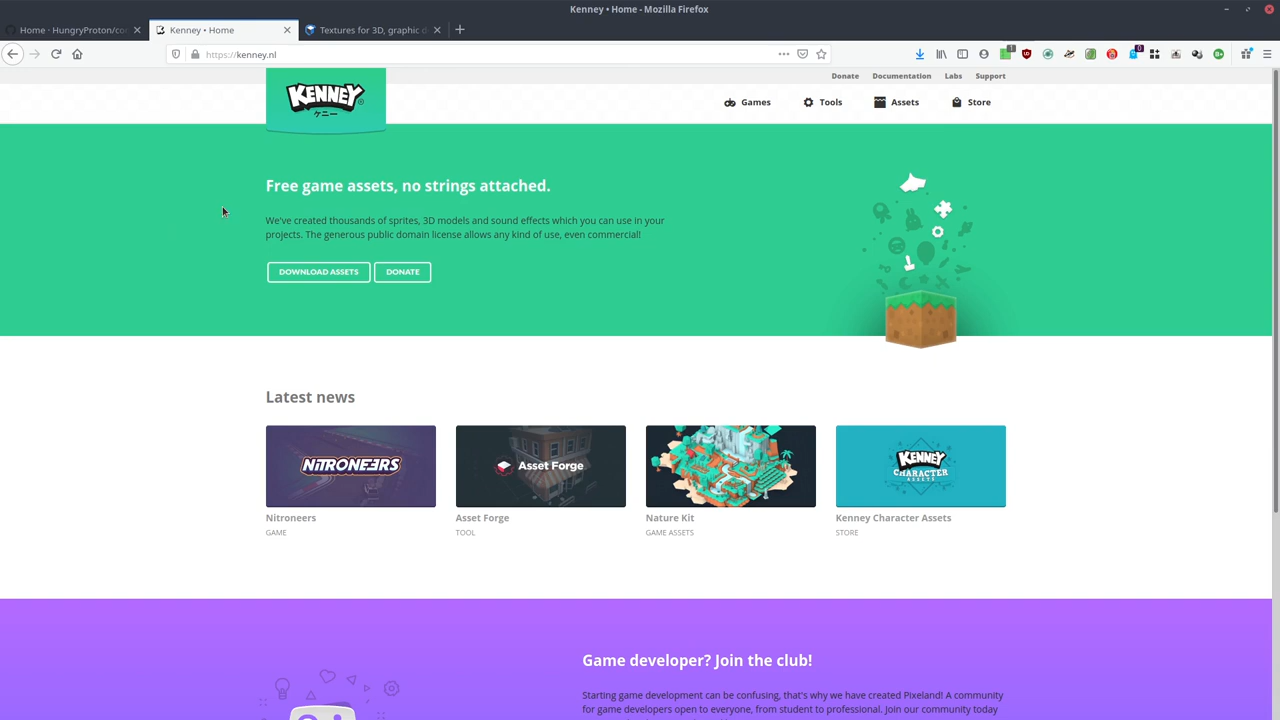 Kenney • Home - Mozilla Firefox
Home · HungryProton/co
Kenney • Home
Textures for 3D, graphic d
https://kenney.nl
1
0
Donate
Documentation
Labs
Support
KENNEY
ケニー
Games
Tools
Assets
Store
Free game assets, no strings attached.
We've created thousands of sprites, 3D models and sound effects which you can use in your
projects. The generous public domain license allows any kind of use, even commercial!
DOWNLOAD ASSETS
DONATE
Latest news
NITRONEERS
Asset Forge
KENNEY
CHARACTER
ASSETS
Nitroneers
Asset Forge
Nature Kit
Kenney Character Assets
GAME
TOOL
GAME ASSETS
STORE
Game developer? Join the club!
Starting game development can be confusing, that's why we have created Pixeland! A community
for game developers open to everyone, from student to professional. Join our community today